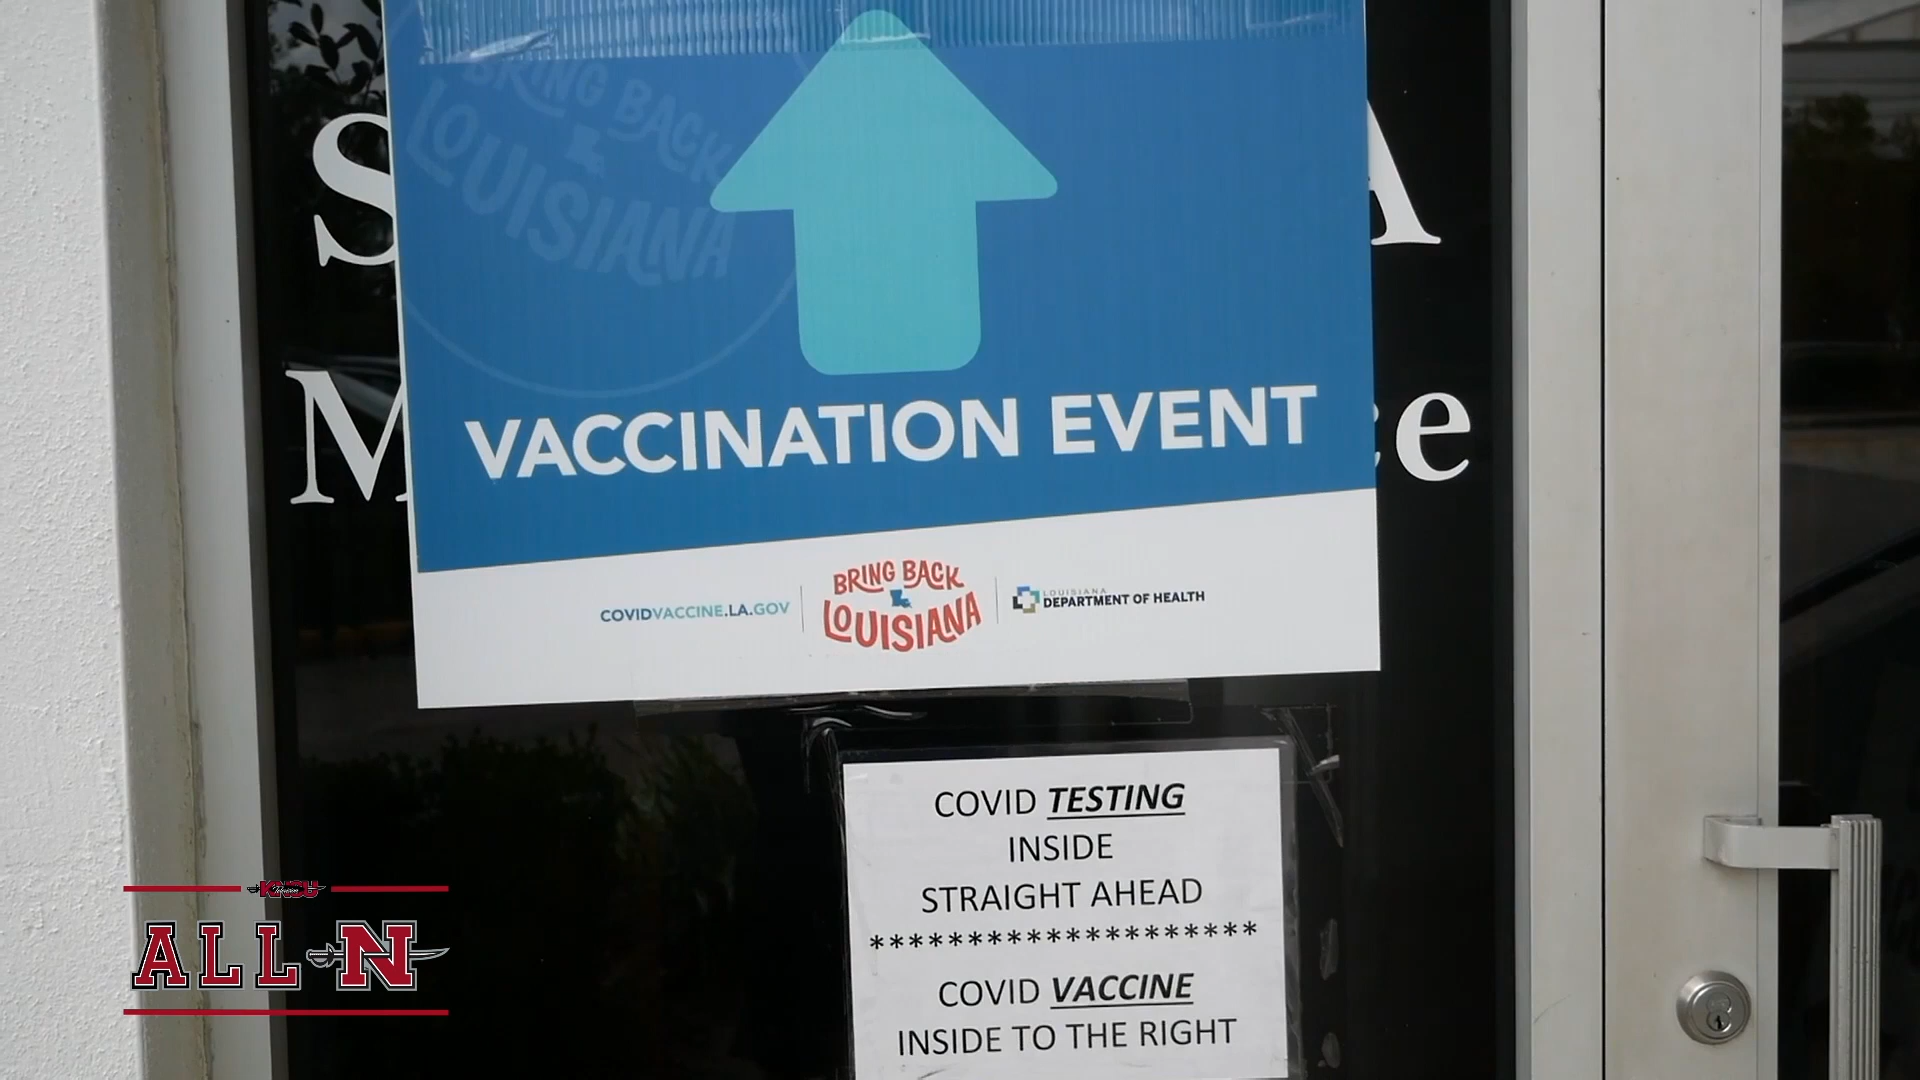 BRING BACK
LOUISIANA
S A
M e
VACCINATION EVENT
COVIDVACCINE.LA.GOV
BRING BACK
LOUISIANA
LOUISIANA
DEPARTMENT OF HEALTH
COVID TESTING
INSIDE
STRAIGHT AHEAD
********************
COVID VACCINE
INSIDE TO THE RIGHT
KNSU
ALL N